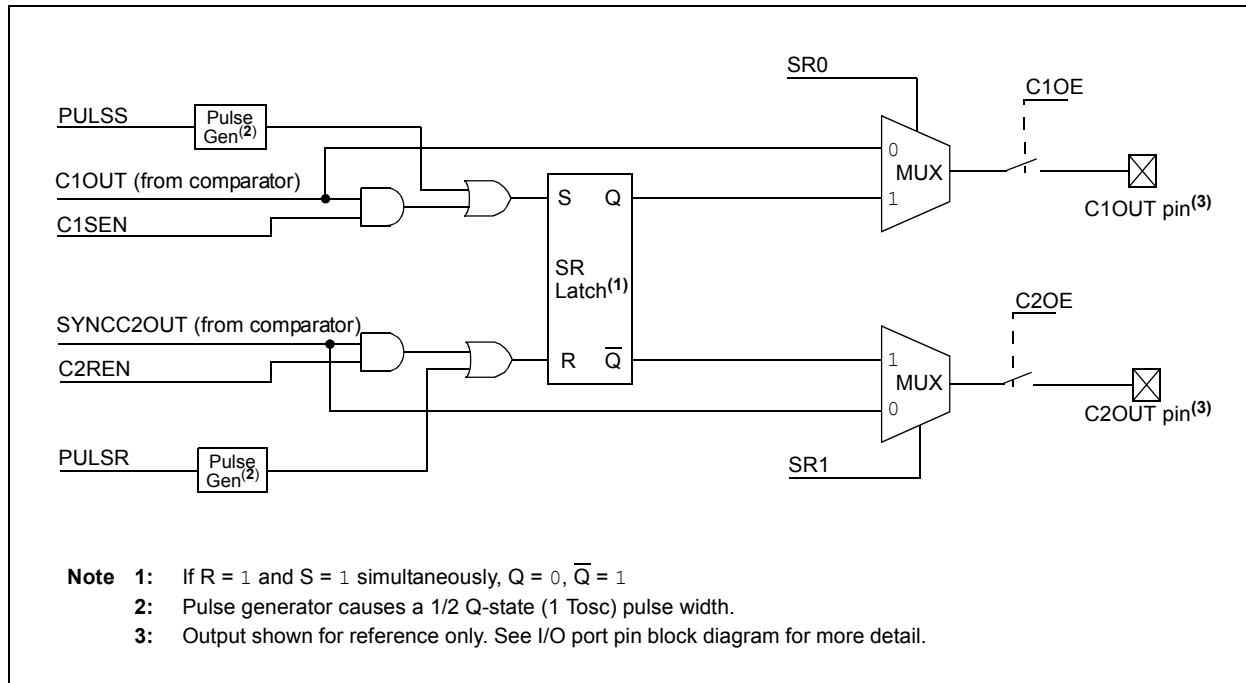 SR0
C1OE
PULSS
Pulse
Gen(2)
C1OUT (from comparator)
0
MUX
1
C1OUT pin(3)
S Q
C1SEN
SR
Latch(1)
SYNCC2OUT (from comparator)
C2OE
R Q̅
C2REN
1
MUX
0
C2OUT pin(3)
PULSR
Pulse
Gen(2)
SR1
Note 1: If R = 1 and S = 1 simultaneously, Q = 0, Q̅ = 1
2: Pulse generator causes a 1/2 Q-state (1 Tosc) pulse width.
3: Output shown for reference only. See I/O port pin block diagram for more detail.